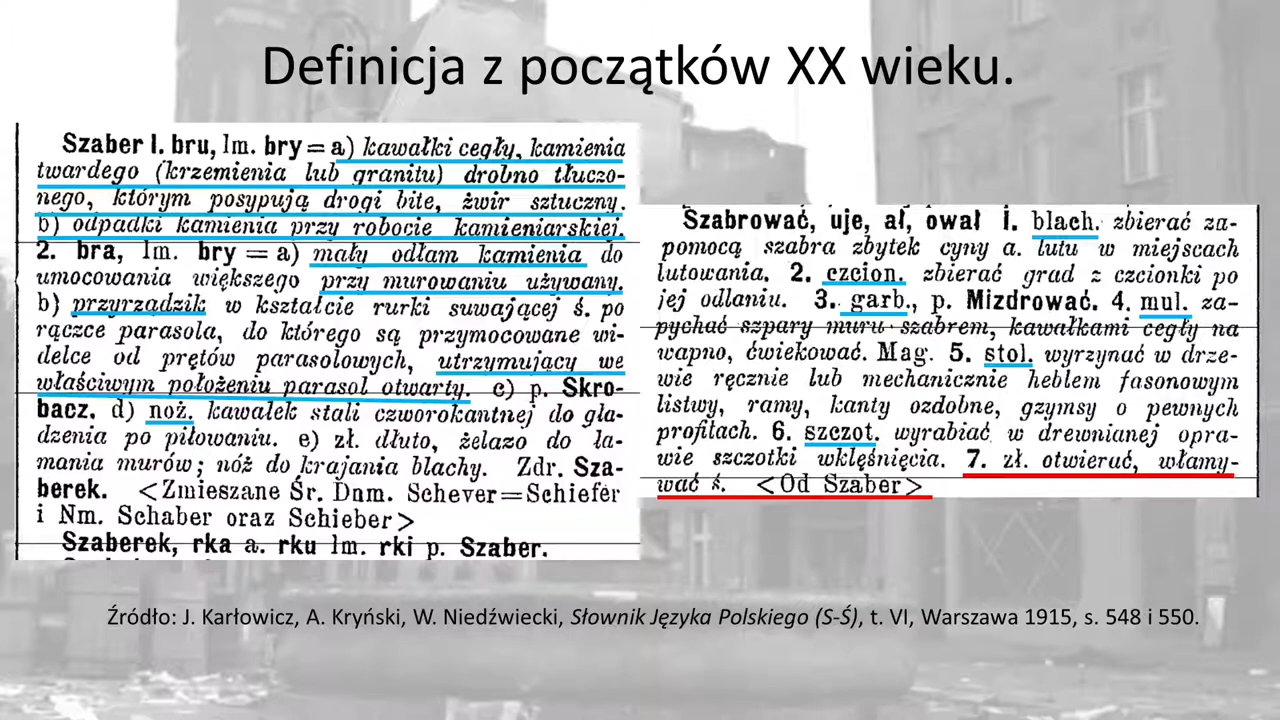 Definicja z początków XX wieku.
Szaber I. bru, lm. bry = a) kawałki cegły, kamienia
twardego (krzemienia lub granitu) drobno tłuczo-
nego, którym posypują drogi bite, żwir sztuczny.
b) odpadki kamienia przy robocie kamieniarskiej.
2. bra, lm. bry = a) mały odłam kamienia do
umocowania większego przy murowaniu używany.
b) przyrządzik w kształcie rurki suwającej ś. po
rączce parasola, do którego są przymocowane wi-
delce od prętów parasolowych, utrzymujący we
właściwym położeniu parasol otwarty. c) p. Skro-
bacz. d) noż. kawałek stali czworokantnej do gła-
dzenia po piłowaniu. e) zł. dłuto, żelazo do ła-
mania murów; nóż do krajania blachy. Zdr. Sza-
berek. <Zmieszane Śr. Dnm. Schever=Schiefer
i Nm. Schaber oraz Schieber>
Szaberek, rka a. rku lm. rki p. Szaber.
Szabrować, uje, ał, ował I. blach. zbierać za-
pomocą szabra zbytek cyny a. lutu w miejscach
lutowania. 2. czcion. zbierać grad z czcionki po
jej odlaniu. 3. garb., p. Mizdrować. 4. mul. za-
pychać szpary muru szabrem, kawałkami cegły na
wapno, ćwiekować. Mag. 5. stol. wyrzynać w drze-
wie ręcznie lub mechanicznie heblem fasonowym
listwy, ramy, kanty ozdobne, gzymsy o pewnych
profitach. 6. szczot. wyrabiać w drewnianej opra-
wie szczotki wklęśnięcia. 7. zł. otwierać, włamy-
wać ś. <Od Szaber>
Źródło: J. Karłowicz, A. Kryński, W. Niedźwiecki, Słownik Języka Polskiego (S-Ś), t. VI, Warszawa 1915, s. 548 i 550.